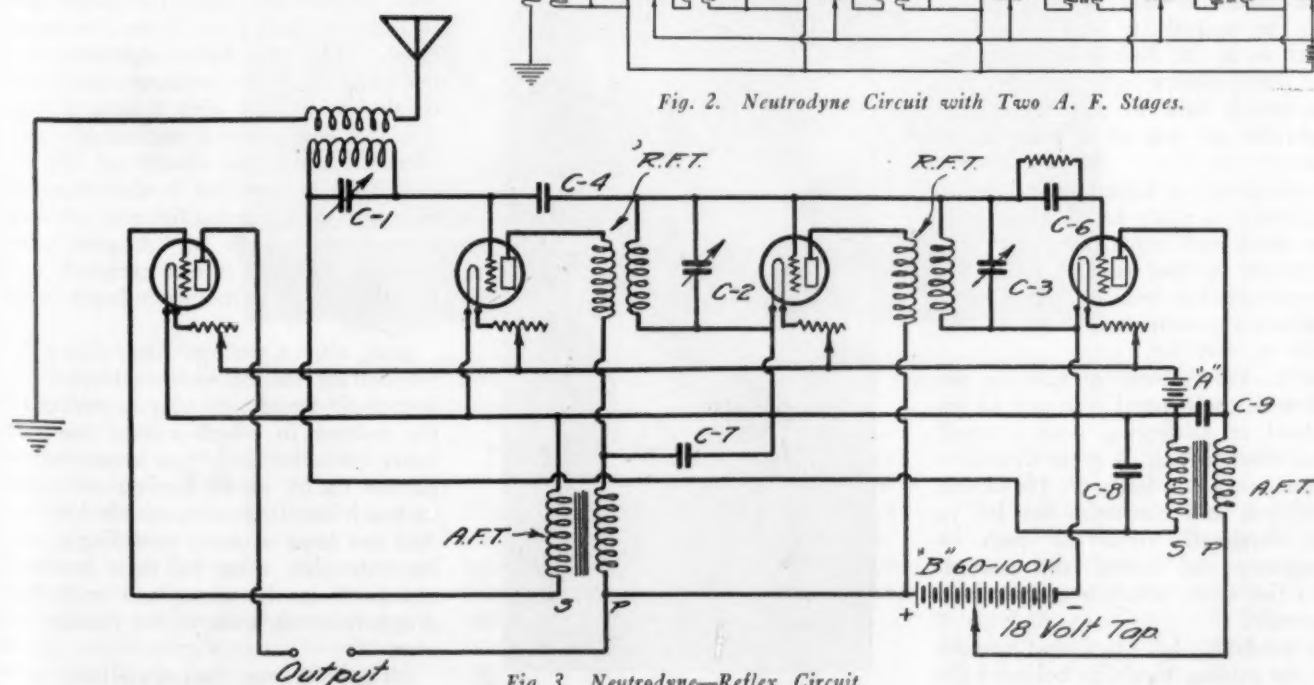 Fig. 2. Neutrodyne Circuit with Two A. F. Stages.
R.F.T.
R.F.T.
C-4
C-1
C-6
C-2
C-3
"A"
C-9
C-7
C-8
A.F.T.
A.F.T.
S P
"B" 60-100V.
S P
+ -
18 Volt Tap.
Output
Fig. 3. Neutrodyne—Reflex Circuit